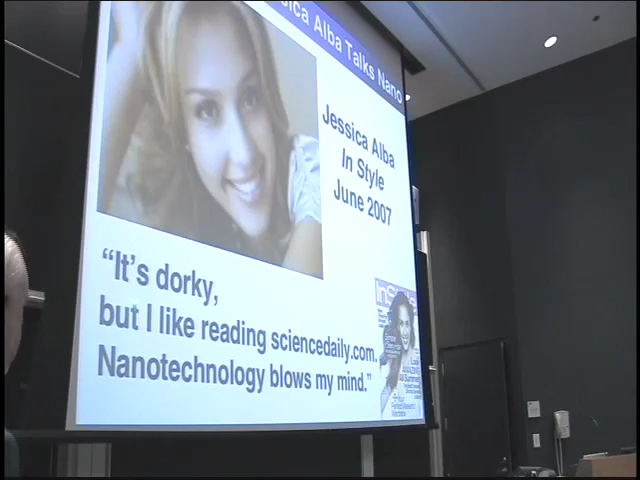 sica Alba Talks Nano
Jessica Alba
In Style
June 2007
"It's dorky,
but I like reading sciencedaily.com.
Nanotechnology blows my mind."
InStyle